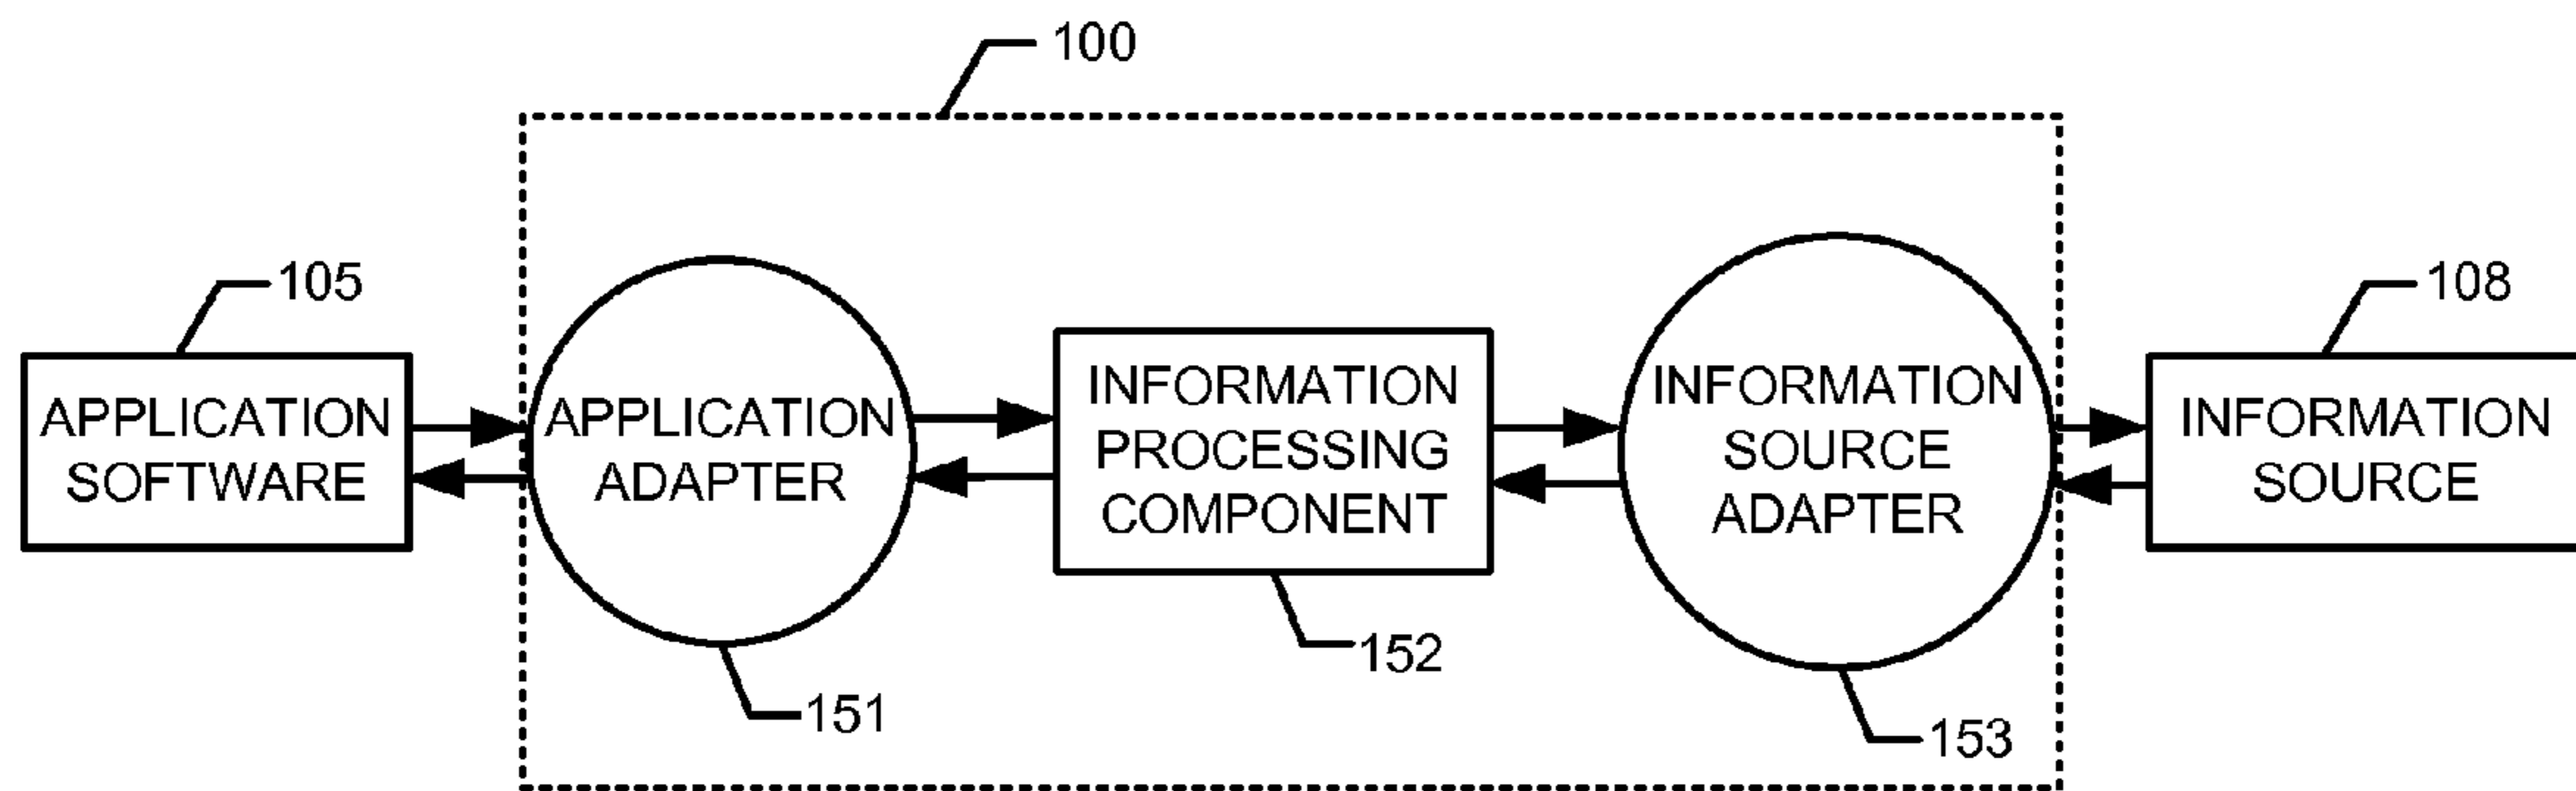 100
105
APPLICATION
SOFTWARE
APPLICATION
ADAPTER
151
INFORMATION
PROCESSING
COMPONENT
152
INFORMATION
SOURCE
ADAPTER
153
108
INFORMATION
SOURCE